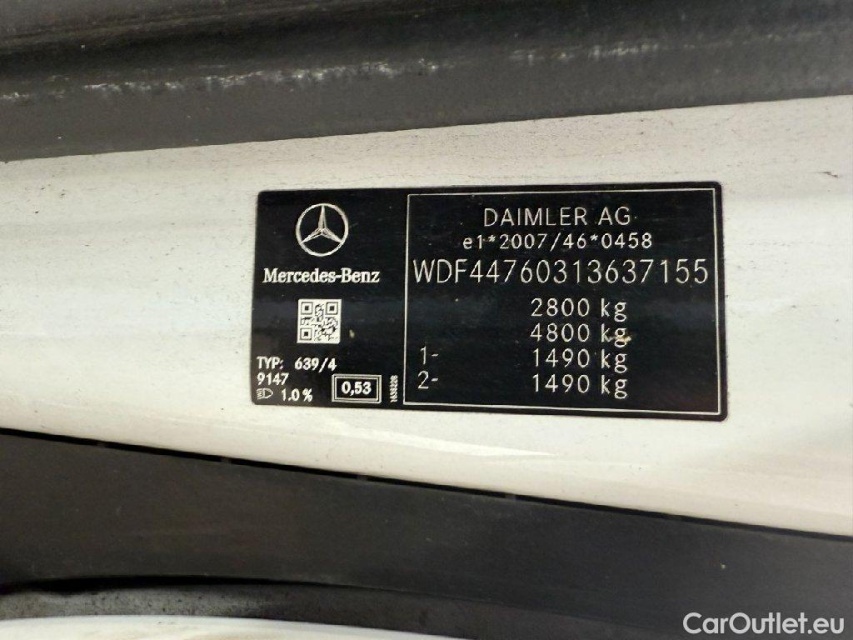 DAIMLER AG
e1*2007/46*0458
WDF44760313637155
2800 kg
4800 kg
1- 1490 kg
2- 1490 kg
Mercedes-Benz
TYP: 639/4
9147
1.0 %
0,53
CarOutlet.eu